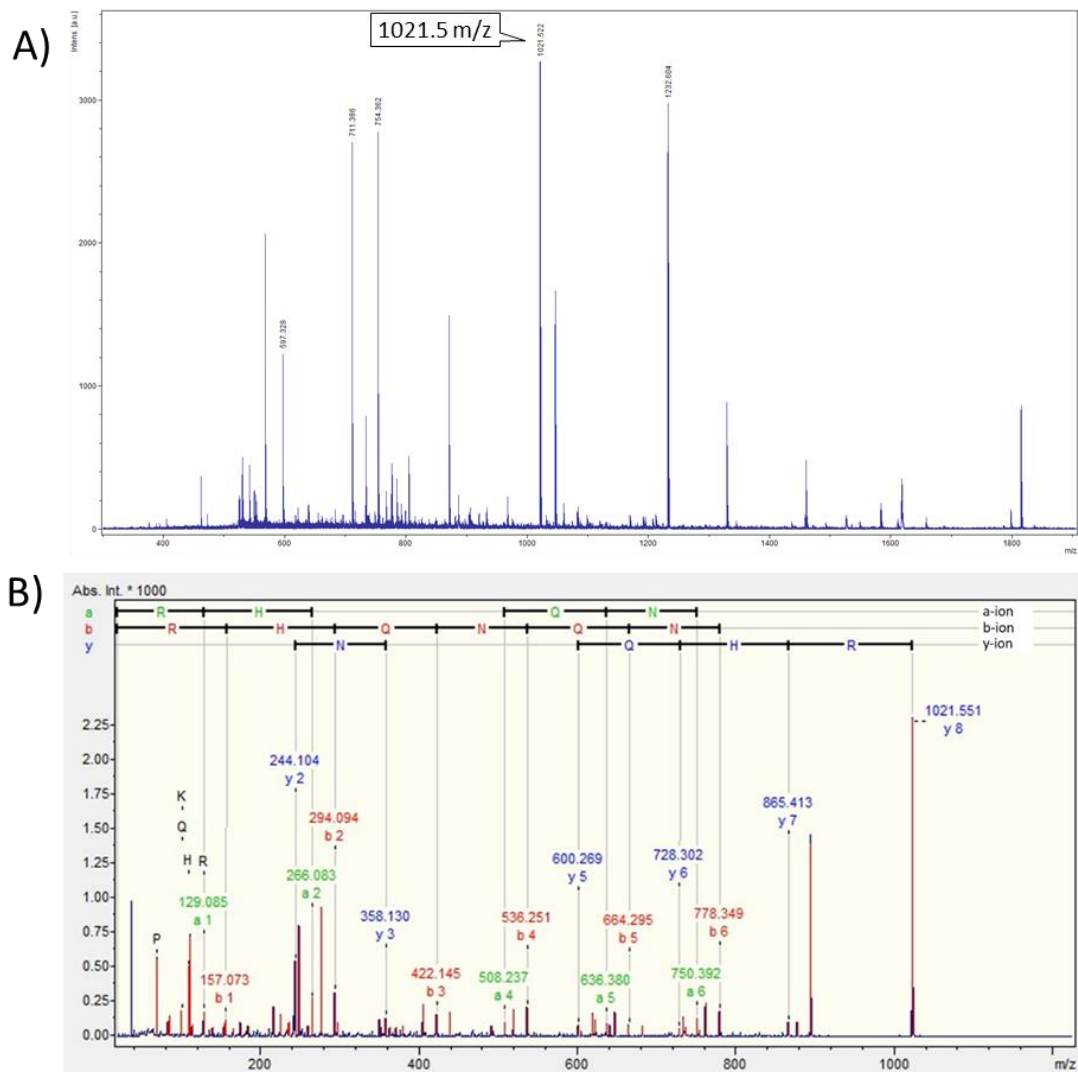 A)
Intens. [a.u.]
1021.5 m/z
1021.522
1232.604
711.386
754.362
597.328
3000
2000
1000
0
400 600 800 1000 1200 1400 1600 1800 m/z
B)
Abs. Int. * 1000
a R H Q N a-ion
b R H Q N Q N b-ion
y N Q H R y-ion
2.25
2.00
1.75
1.50
1.25
1.00
0.75
0.50
0.25
0.00
1021.551
y 8
244.104
y 2
865.413
y 7
K
Q
H R
294.094
b 2
600.269
y 5
728.302
y 6
129.085
a 1
266.083
a 2
358.130
y 3
536.251
b 4
664.295
b 5
778.349
b 6
P
157.073
b 1
422.145
b 3
508.237
a 4
636.380
a 5
750.392
a 6
200 400 600 800 1000 m/z